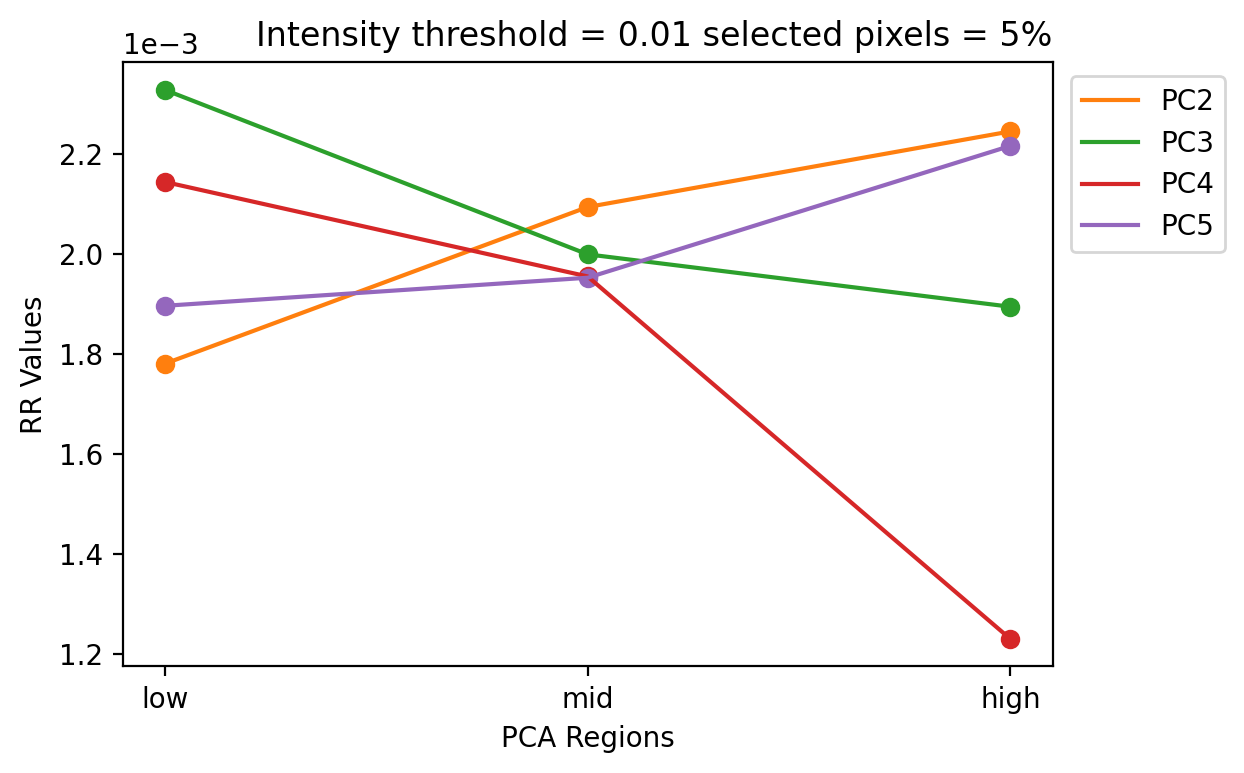 Intensity threshold = 0.01 selected pixels = 5%
1e−3
2.2
2.0
1.8
1.6
1.4
1.2
RR Values
low
mid
high
PCA Regions
PC2
PC3
PC4
PC5